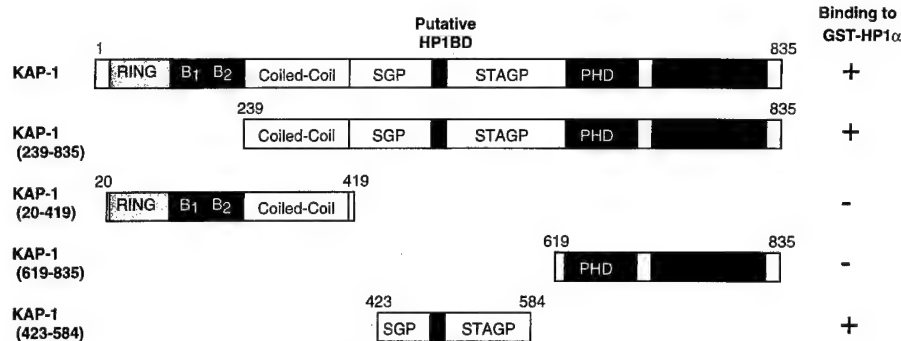 Putative
HP1BD
Binding to
GST-HP1α
1
835
KAP-1
RING
B1
B2
Coiled-Coil
SGP
STAGP
PHD
+
239
835
KAP-1
(239-835)
Coiled-Coil
SGP
STAGP
PHD
+
20
419
KAP-1
(20-419)
RING
B1
B2
Coiled-Coil
-
619
835
KAP-1
(619-835)
PHD
-
423
584
KAP-1
(423-584)
SGP
STAGP
+